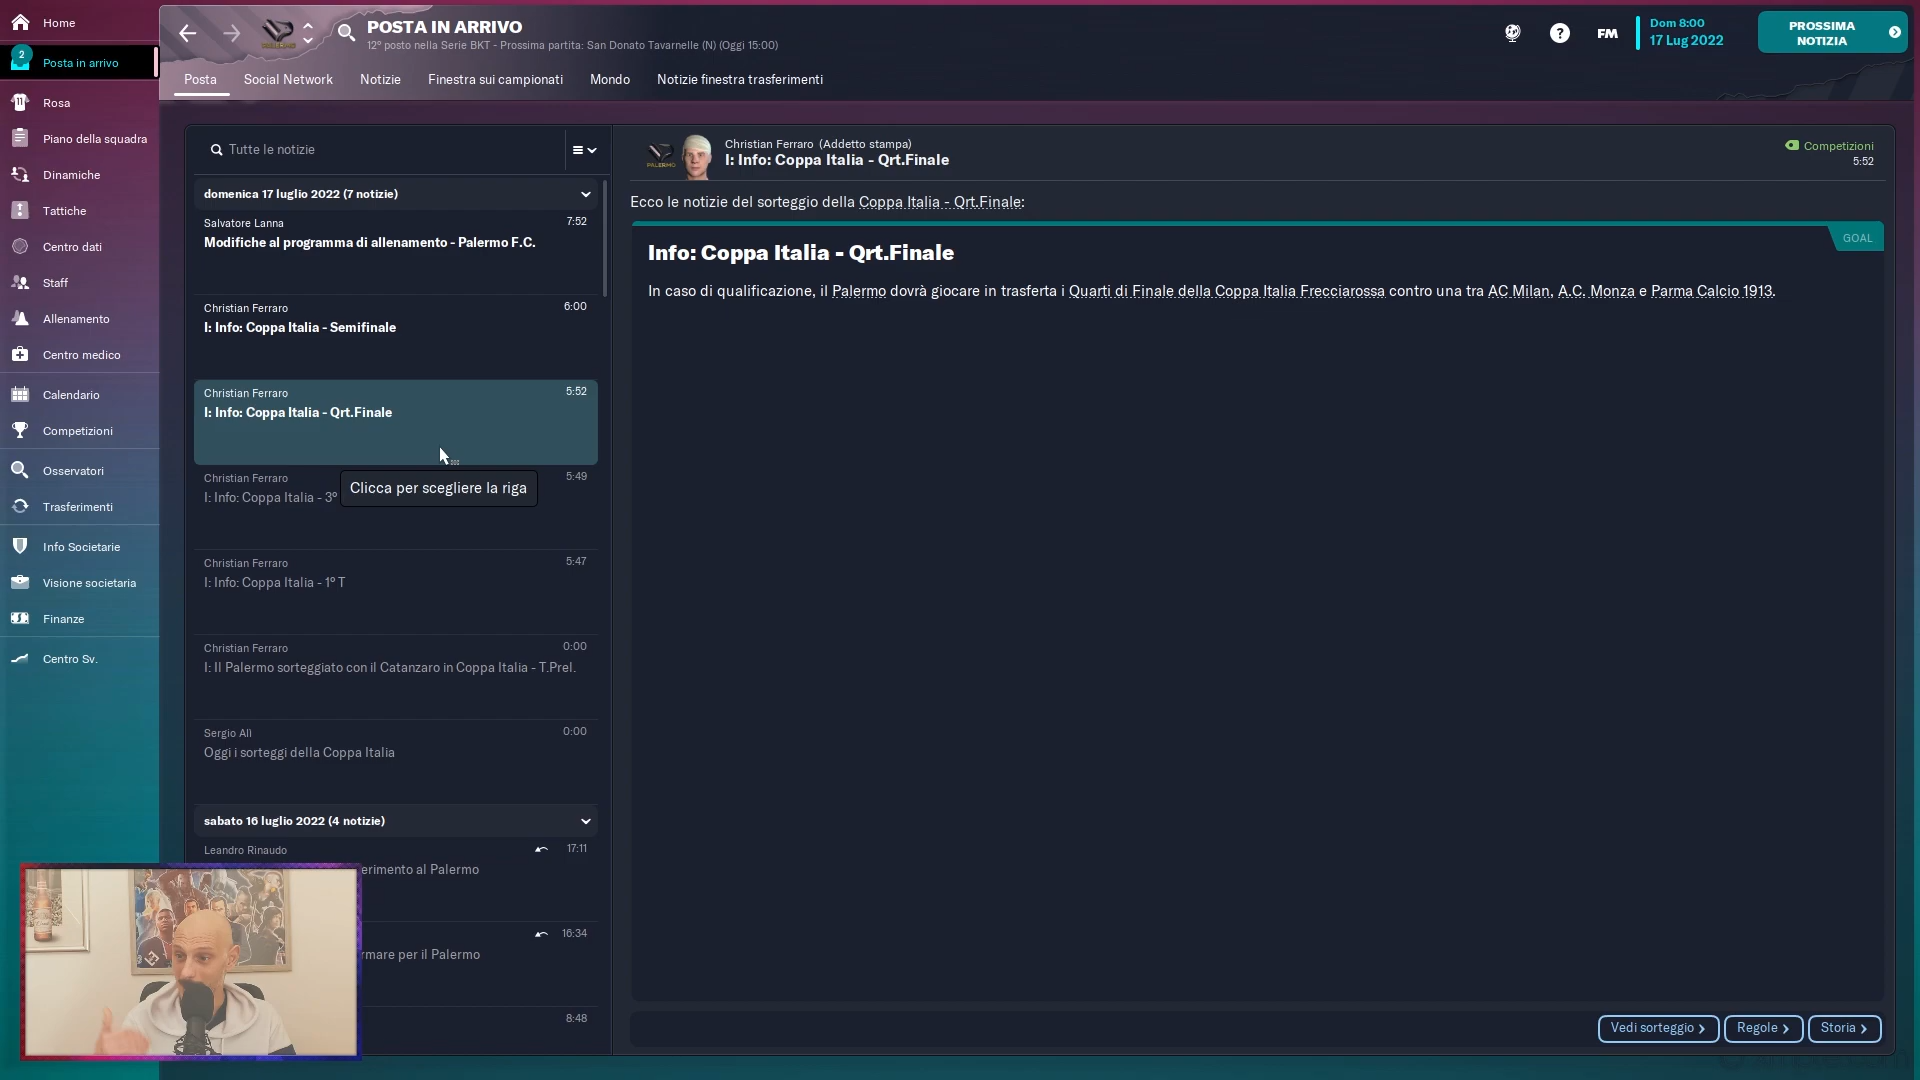 Home
2
Posta in arrivo
Rosa
Piano della squadra
Dinamiche
Tattiche
Centro dati
Staff
Allenamento
Centro medico
Calendario
Competizioni
Osservatori
Trasferimenti
Info Societarie
Visione societaria
Finanze
Centro Sv.
PALERMO
POSTA IN ARRIVO
12º posto nella Serie BKT - Prossima partita: San Donato Tavarnelle (N) (Oggi 15:00)
FM
Dom 8:00
17 Lug 2022
PROSSIMA
NOTIZIA
Posta
Social Network
Notizie
Finestra sui campionati
Mondo
Notizie finestra trasferimenti
Tutte le notizie
domenica 17 luglio 2022 (7 notizie)
Salvatore Lanna 7:52
Modifiche al programma di allenamento - Palermo F.C.
Christian Ferraro 6:00
I: Info: Coppa Italia - Semifinale
Christian Ferraro 5:52
I: Info: Coppa Italia - Qrt.Finale
Christian Ferraro 5:49
I: Info: Coppa Italia - 3º
Clicca per scegliere la riga
Christian Ferraro 5:47
I: Info: Coppa Italia - 1º T
Christian Ferraro 0:00
I: Il Palermo sorteggiato con il Catanzaro in Coppa Italia - T.Prel.
Sergio Alì 0:00
Oggi i sorteggi della Coppa Italia
sabato 16 luglio 2022 (4 notizie)
Leandro Rinaudo 17:11
erimento al Palermo
16:34
rmare per il Palermo
8:48
PALERMO
Christian Ferraro (Addetto stampa)
I: Info: Coppa Italia - Qrt.Finale
Competizioni
5:52
Ecco le notizie del sorteggio della Coppa Italia - Qrt.Finale:
GOAL
Info: Coppa Italia - Qrt.Finale
In caso di qualificazione, il Palermo dovrà giocare in trasferta i Quarti di Finale della Coppa Italia Frecciarossa contro una tra AC Milan, A.C. Monza e Parma Calcio 1913.
Vedi sorteggio
Regole
Storia